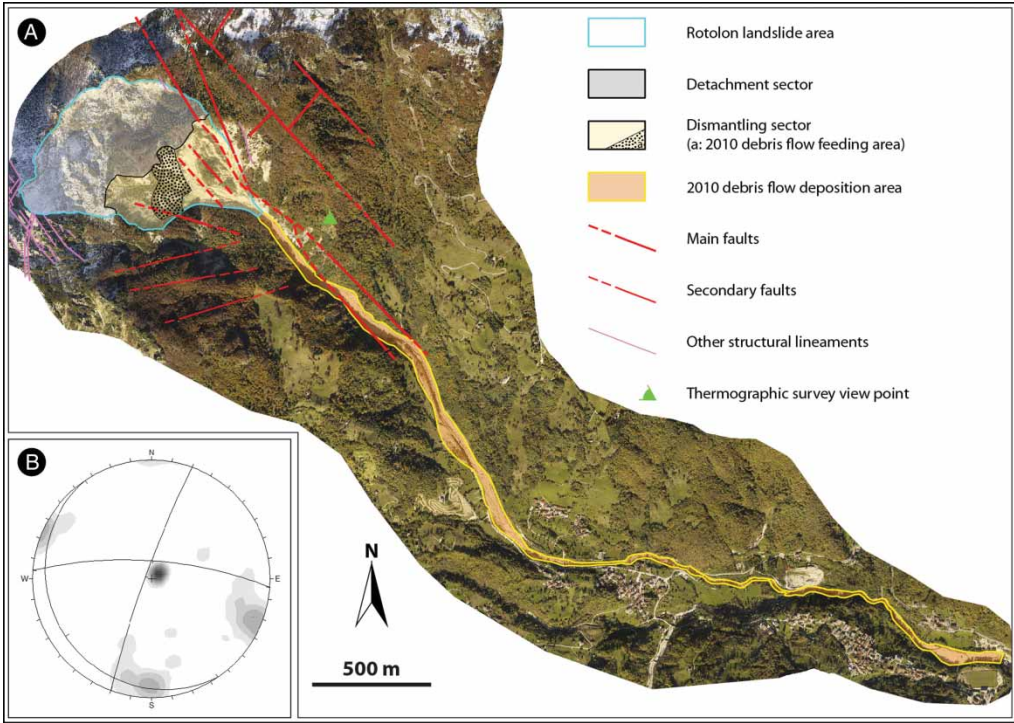 A
Rotolon landslide area
Detachment sector
Dismantling sector
(a: 2010 debris flow feeding area)
2010 debris flow deposition area
Main faults
Secondary faults
Other structural lineaments
Thermographic survey view point
B
N
W
E
S
N
500 m